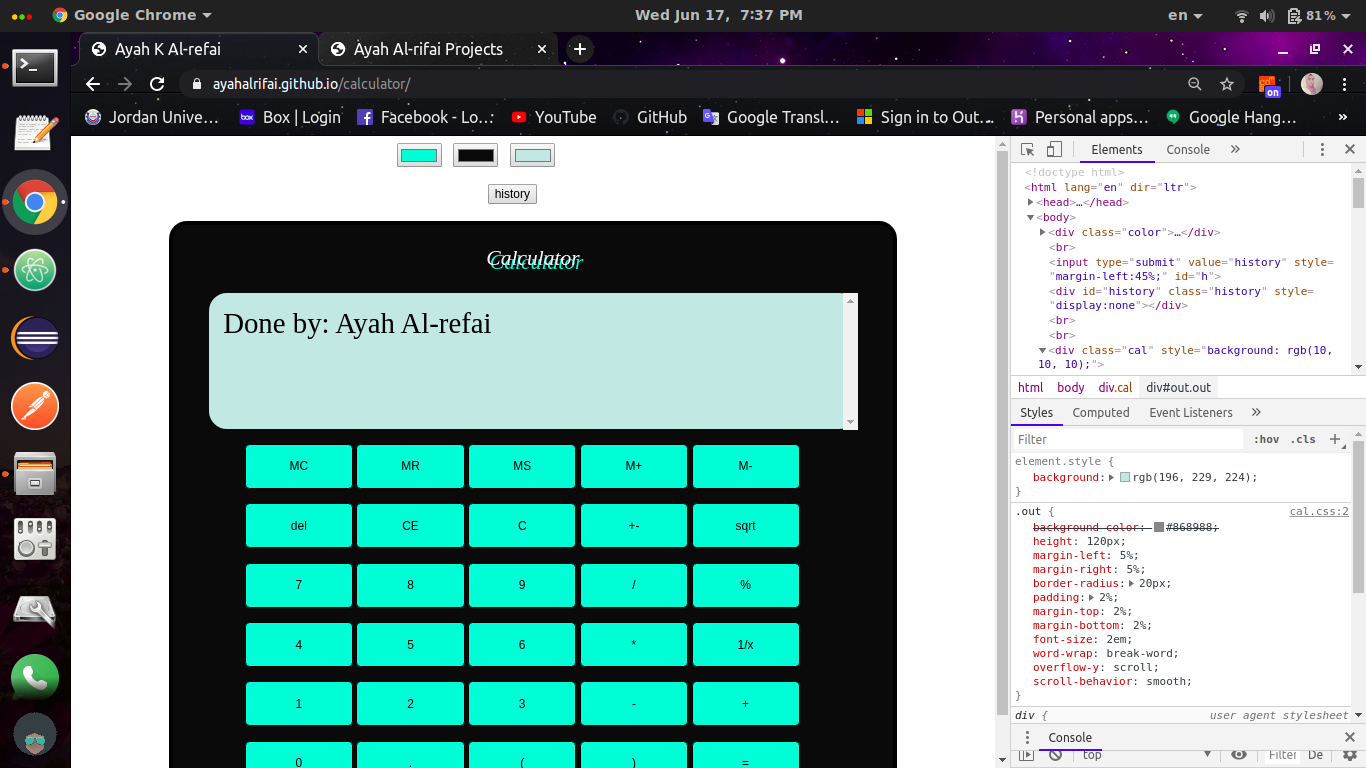 Google Chrome
Wed Jun 17, 7:37 PM
en
81%
Ayah K Al-refai
Ayah Al-rifai Projects
ayahalrifai.github.io/calculator/
on
Jordan Unive…
Box | Login
Facebook - Lo…
YouTube
GitHub
Google Transl…
Sign in to Out…
Personal apps…
Google Hang…
»
history
Calculator
Done by: Ayah Al-refai
MC MR MS M+ M-
del CE C +- sqrt
7 8 9 / %
4 5 6 * 1/x
1 2 3 - +
0 . ( ) =
Elements Console »
<!doctype html>
<html lang="en" dir="ltr">
<head>…</head>
<body>
<div class="color">…</div>
<br>
<input type="submit" value="history" style=
"margin-left:45%;" id="h">
<div id="history" class="history" style=
"display:none"></div>
<br>
<br>
<div class="cal" style="background: rgb(10,
10, 10);">
html body div.cal div#out.out
Styles Computed Event Listeners »
Filter :hov .cls +
element.style {
background: rgb(196, 229, 224);
}
.out { cal.css:2
background-color: #868988;
height: 120px;
margin-left: 5%;
margin-right: 5%;
border-radius: 20px;
padding: 2%;
margin-top: 2%;
margin-bottom: 2%;
font-size: 2em;
word-wrap: break-word;
overflow-y: scroll;
scroll-behavior: smooth;
}
div { user agent stylesheet
Console
top Filter De